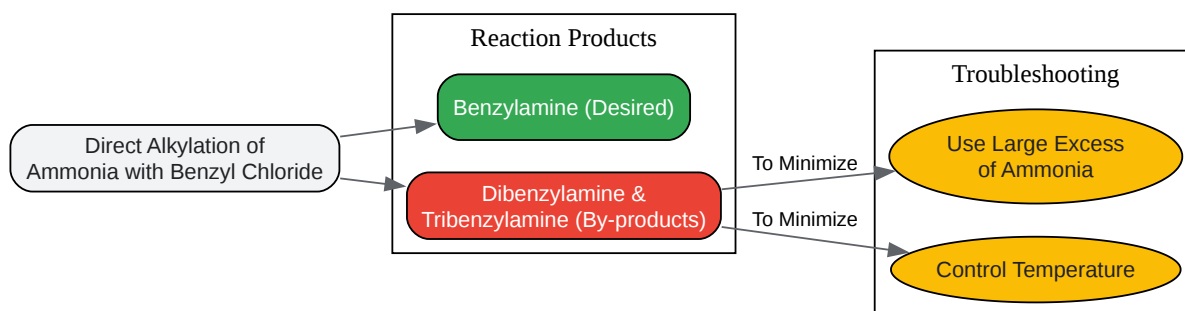 Direct Alkylation of
Ammonia with Benzyl Chloride
Reaction Products
Benzylamine (Desired)
Dibenzylamine &
Tribenzylamine (By-products)
To Minimize
To Minimize
Troubleshooting
Use Large Excess
of Ammonia
Control Temperature